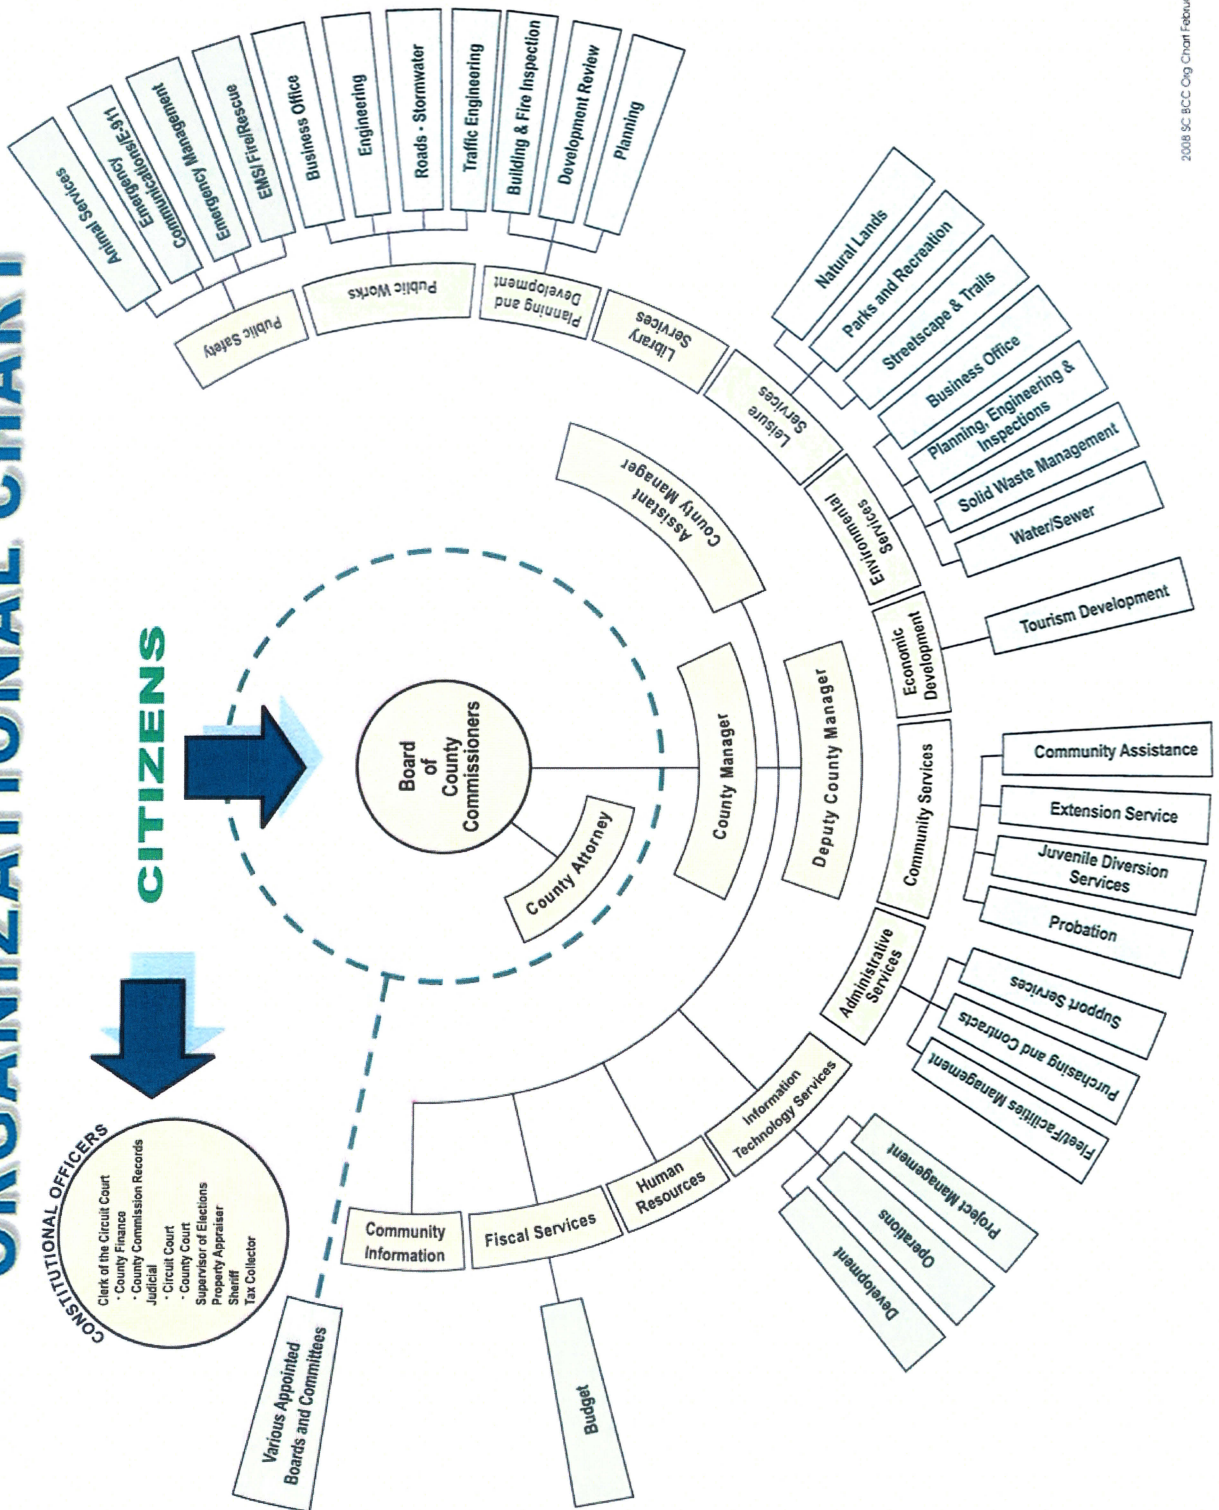 ORGANIZATIONAL CHART
CITIZENS
CONSTITUTIONAL OFFICERS
Clerk of the Circuit Court
· County Finance
· County Commission Records
Judicial
· Circuit Court
· County Court
Supervisor of Elections
Property Appraiser
Sheriff
Tax Collector
Board
of
County
Commissioners
County Attorney
County Manager
Deputy County Manager
Assistant
County Manager
Various Appointed
Boards and Committees
Community
Information
Fiscal Services
Budget
Human
Resources
Information
Technology Services
Development
Operations
Project Management
Administrative
Services
Fleet/Facilities Management
Purchasing and Contracts
Support Services
Community Services
Probation
Juvenile Diversion
Services
Extension Service
Community Assistance
Economic
Development
Tourism Development
Environmental
Services
Water/Sewer
Solid Waste Management
Planning, Engineering &
Inspections
Business Office
Leisure
Services
Streetscape & Trails
Parks and Recreation
Natural Lands
Library
Services
Planning and
Development
Planning
Development Review
Building & Fire Inspection
Public Works
Traffic Engineering
Roads - Stormwater
Engineering
Business Office
Public Safety
EMS/ Fire/Rescue
Emergency Management
Emergency
Communications/E-911
Animal Services
2008 SC BCC Org Chart